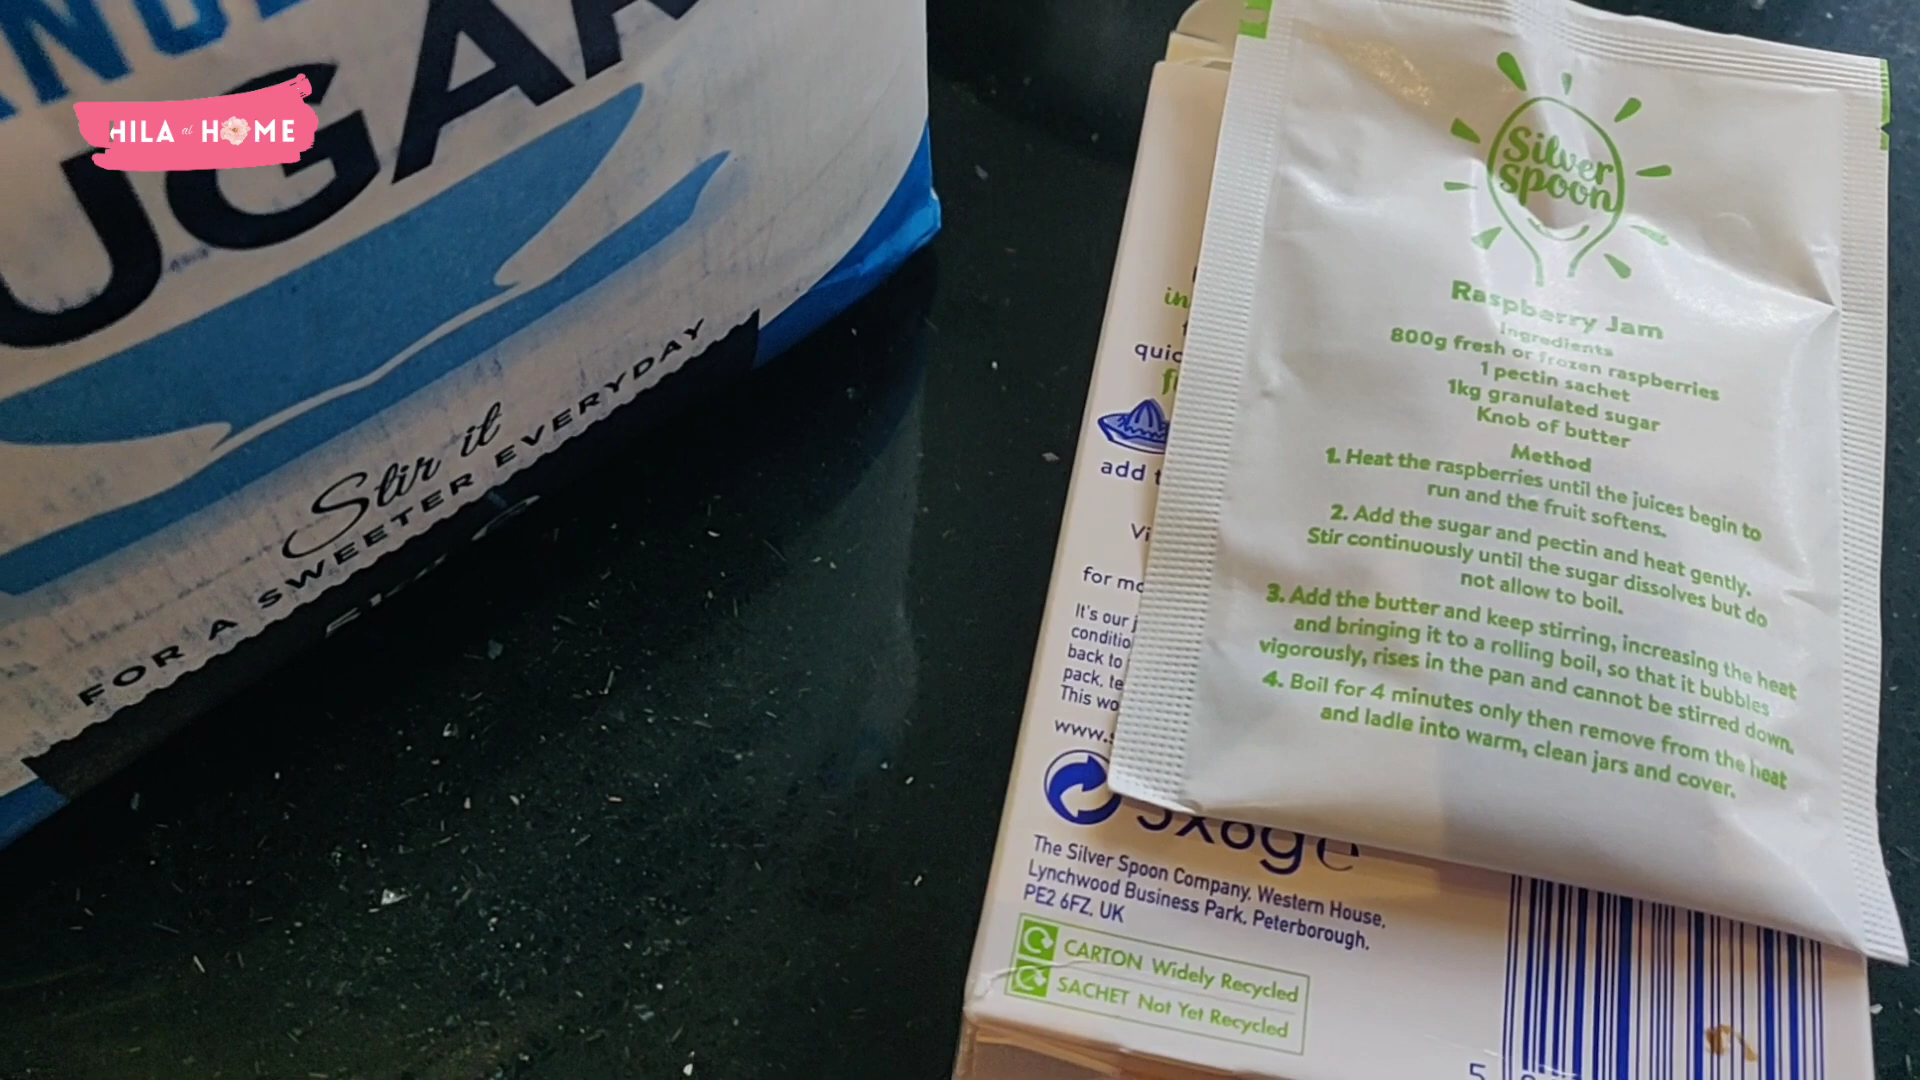 UGAR
HILA at HOME
Stir it
FOR A SWEETER EVERYDAY
Silver
Spoon
Raspberry Jam
Ingredients
800g fresh or frozen raspberries
1 pectin sachet
1kg granulated sugar
Knob of butter
Method
1. Heat the raspberries until the juices begin to
run and the fruit softens.
2. Add the sugar and pectin and heat gently.
Stir continuously until the sugar dissolves but do
not allow to boil.
3. Add the butter and keep stirring, increasing the heat
and bringing it to a rolling boil, so that it bubbles
vigorously, rises in the pan and cannot be stirred down.
4. Boil for 4 minutes only then remove from the heat
and ladle into warm, clean jars and cover.
in
quic
add t
for mo
It's our j
conditio
back to
pack, te
This wo
www.s
The Silver Spoon Company, Western House,
Lynchwood Business Park, Peterborough,
PE2 6FZ, UK
CARTON Widely Recycled
SACHET Not Yet Recycled
5